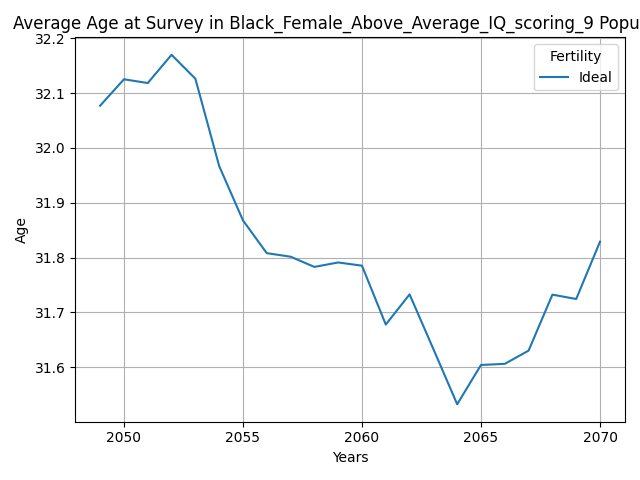 Average Age at Survey in Black_Female_Above_Average_IQ_scoring_9 Popu
32.2
32.1
32.0
31.9
31.8
31.7
31.6
Age
Fertility
Ideal
2050 2055 2060 2065 2070
Years